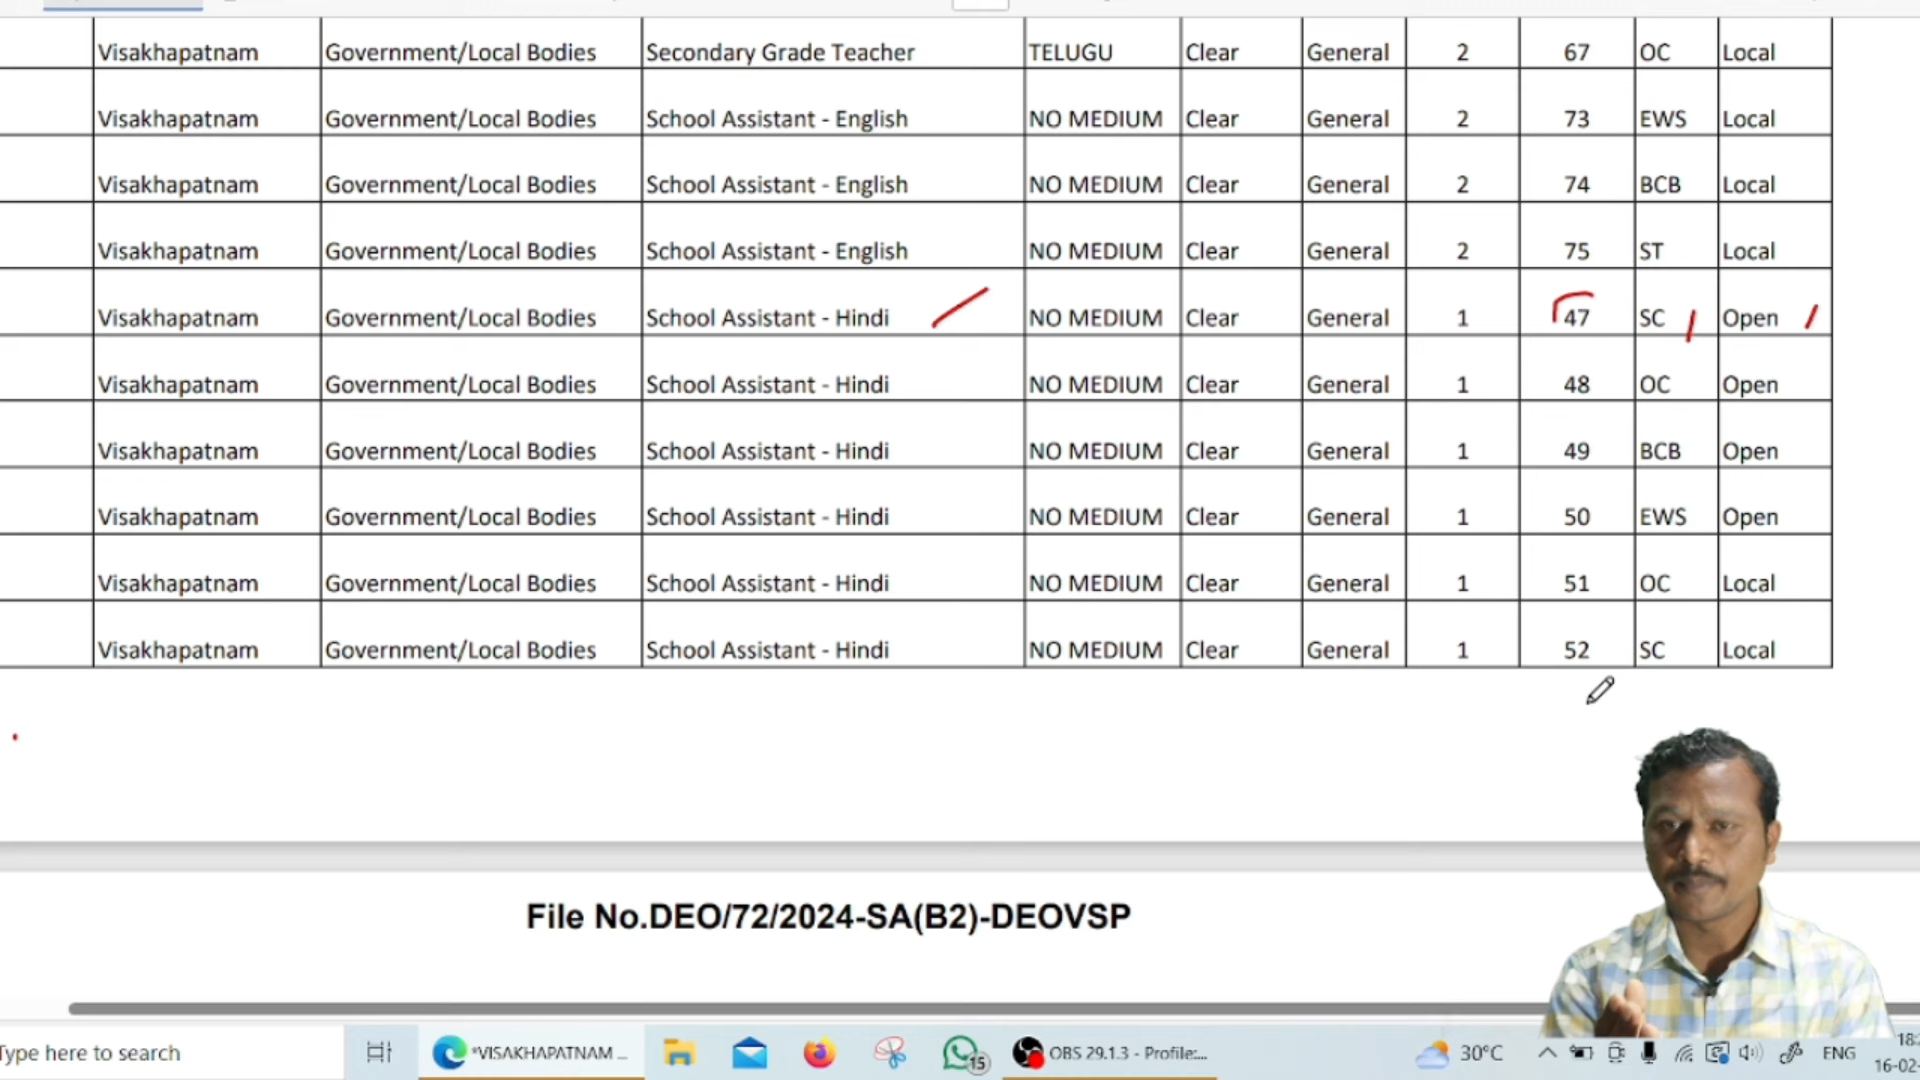 Visakhapatnam Government/Local Bodies Secondary Grade Teacher TELUGU Clear General 2 67 OC Local
Visakhapatnam Government/Local Bodies School Assistant - English NO MEDIUM Clear General 2 73 EWS Local
Visakhapatnam Government/Local Bodies School Assistant - English NO MEDIUM Clear General 2 74 BCB Local
Visakhapatnam Government/Local Bodies School Assistant - English NO MEDIUM Clear General 2 75 ST Local
Visakhapatnam Government/Local Bodies School Assistant - Hindi NO MEDIUM Clear General 1 47 SC Open
Visakhapatnam Government/Local Bodies School Assistant - Hindi NO MEDIUM Clear General 1 48 OC Open
Visakhapatnam Government/Local Bodies School Assistant - Hindi NO MEDIUM Clear General 1 49 BCB Open
Visakhapatnam Government/Local Bodies School Assistant - Hindi NO MEDIUM Clear General 1 50 EWS Open
Visakhapatnam Government/Local Bodies School Assistant - Hindi NO MEDIUM Clear General 1 51 OC Local
Visakhapatnam Government/Local Bodies School Assistant - Hindi NO MEDIUM Clear General 1 52 SC Local
File No.DEO/72/2024-SA(B2)-DEOVSP
Type here to search *VISAKHAPATNAM ... 15 OBS 29.1.3 - Profile:... 30°C ENG 18:
16-02-